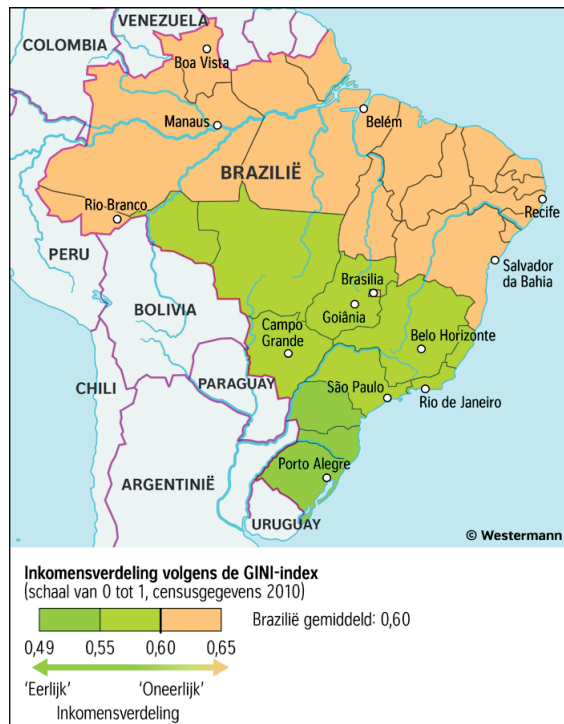 VENEZUELA
COLOMBIA
Boa Vista
Manaus
Belém
BRAZILIË
Rio Branco
Recife
PERU
Salvador
da Bahia
Brasilia
Goiânia
BOLIVIA
Campo
Grande
Belo Horizonte
PARAGUAY
CHILI
São Paulo
Rio de Janeiro
Porto Alegre
ARGENTINIË
URUGUAY
© Westermann
Inkomensverdeling volgens de GINI-index
(schaal van 0 tot 1, censusgegevens 2010)
Brazilië gemiddeld: 0,60
0,49 0,55 0,60 0,65
'Eerlijk' 'Oneerlijk'
Inkomensverdeling